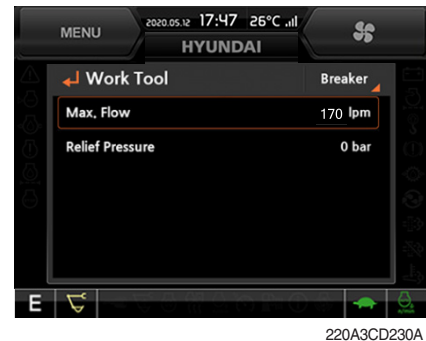 MENU
2020.05.12 17:47 26°C
HYUNDAI
Work Tool
Breaker
Max. Flow
170 lpm
Relief Pressure
0 bar
E
220A3CD230A